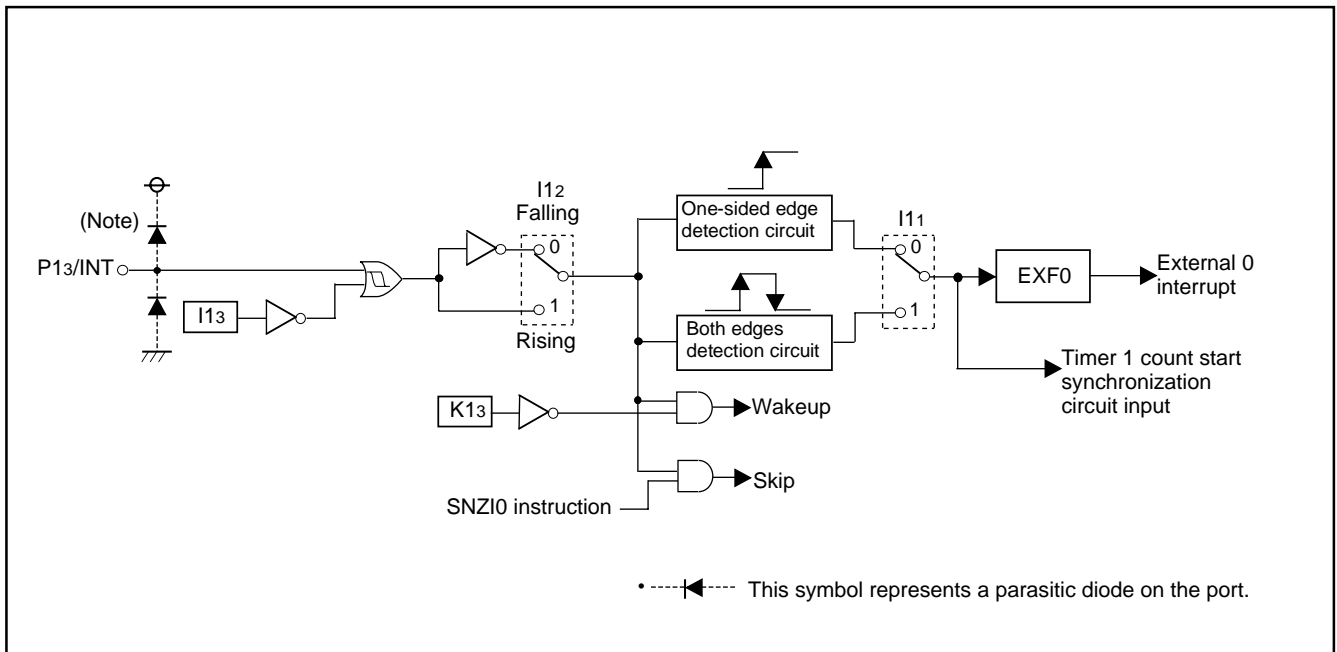 (Note)
P13/INT
I13
I12
Falling
0
1
Rising
One-sided edge
detection circuit
Both edges
detection circuit
I11
0
1
EXF0
External 0
interrupt
Timer 1 count start
synchronization
circuit input
K13
Wakeup
Skip
SNZI0 instruction
• This symbol represents a parasitic diode on the port.